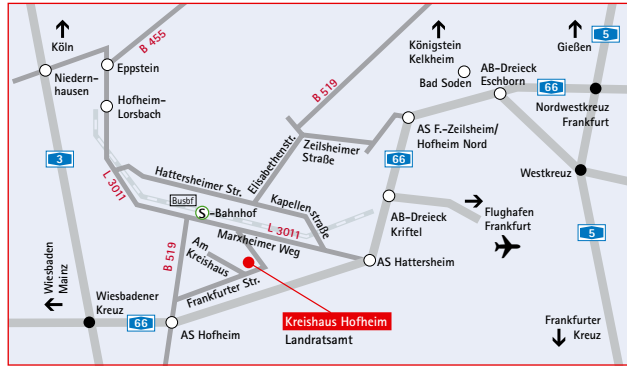 Köln
B 455
Königstein
Kelkheim
Gießen
5
Niedern-
hausen
Eppstein
B 519
Bad Soden
AB-Dreieck
Eschborn
66
Hofheim-
Lorsbach
Nordwestkreuz
Frankfurt
Elisabethenstr.
Zeilsheimer
Straße
AS F.-Zeilsheim/
Hofheim Nord
3
66
Westkreuz
L 3011
Hattersheimer Str.
Kapellen-
straße
Busbf
S-Bahnhof
L 3011
AB-Dreieck
Kriftel
Flughafen
Frankfurt
5
Marxheimer Weg
Am
Kreishaus
B 519
AS Hattersheim
Wiesbaden
Mainz
Frankfurter Str.
Wiesbadener
Kreuz
66
AS Hofheim
Kreishaus Hofheim
Landratsamt
Frankfurter
Kreuz